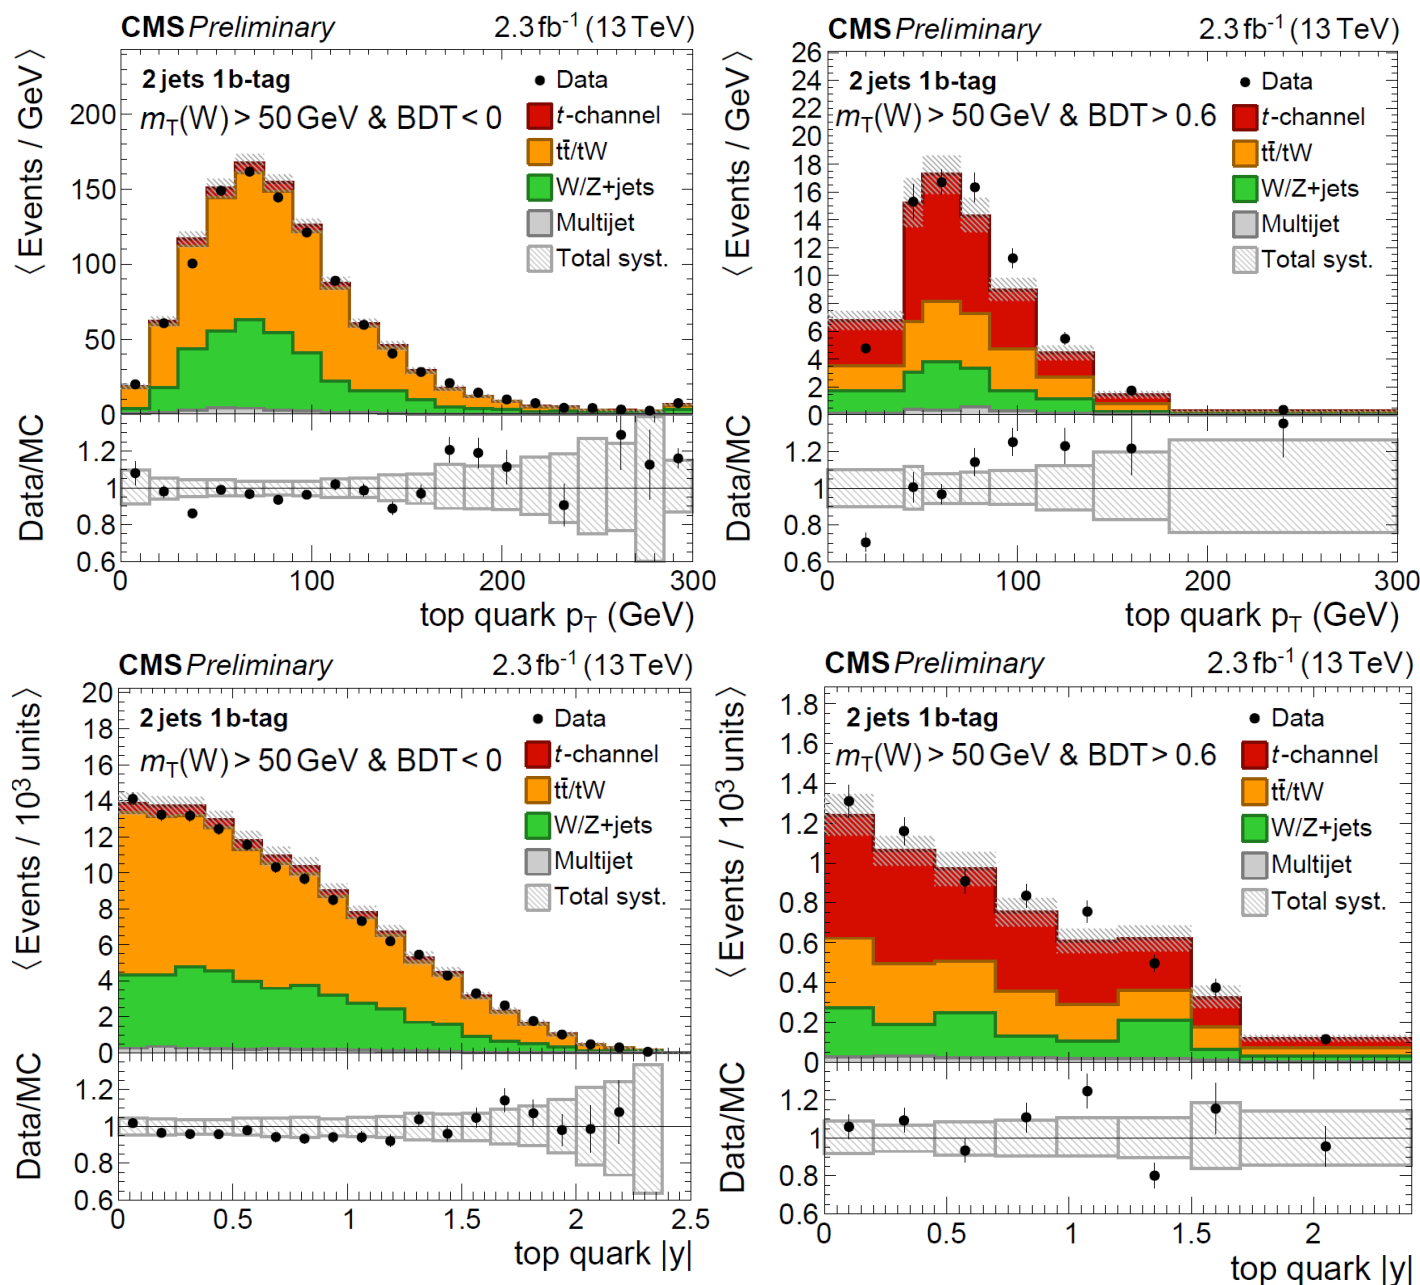 CMS Preliminary 2.3 fb⁻¹ (13 TeV)
⟨Events / GeV⟩
2 jets 1b-tag
m_T(W) > 50 GeV & BDT < 0
Data
t-channel
tt̄/tW
W/Z+jets
Multijet
Total syst.
200
150
100
50
0
Data/MC
1.2
1
0.8
0.6
0 100 200 300
top quark p_T (GeV)
CMS Preliminary 2.3 fb⁻¹ (13 TeV)
⟨Events / GeV⟩
2 jets 1b-tag
m_T(W) > 50 GeV & BDT > 0.6
Data
t-channel
tt̄/tW
W/Z+jets
Multijet
Total syst.
26
24
22
20
18
16
14
12
10
8
6
4
2
0
Data/MC
1.2
1
0.8
0.6
0 100 200 300
top quark p_T (GeV)
CMS Preliminary 2.3 fb⁻¹ (13 TeV)
⟨Events / 10³ units⟩
2 jets 1b-tag
m_T(W) > 50 GeV & BDT < 0
Data
t-channel
tt̄/tW
W/Z+jets
Multijet
Total syst.
20
18
16
14
12
10
8
6
4
2
0
Data/MC
1.2
1
0.8
0.6
0 0.5 1 1.5 2 2.5
top quark |y|
CMS Preliminary 2.3 fb⁻¹ (13 TeV)
⟨Events / 10³ units⟩
2 jets 1b-tag
m_T(W) > 50 GeV & BDT > 0.6
Data
t-channel
tt̄/tW
W/Z+jets
Multijet
Total syst.
1.8
1.6
1.4
1.2
1
0.8
0.6
0.4
0.2
0
Data/MC
1.2
1
0.8
0.6
0 0.5 1 1.5 2
top quark |y|